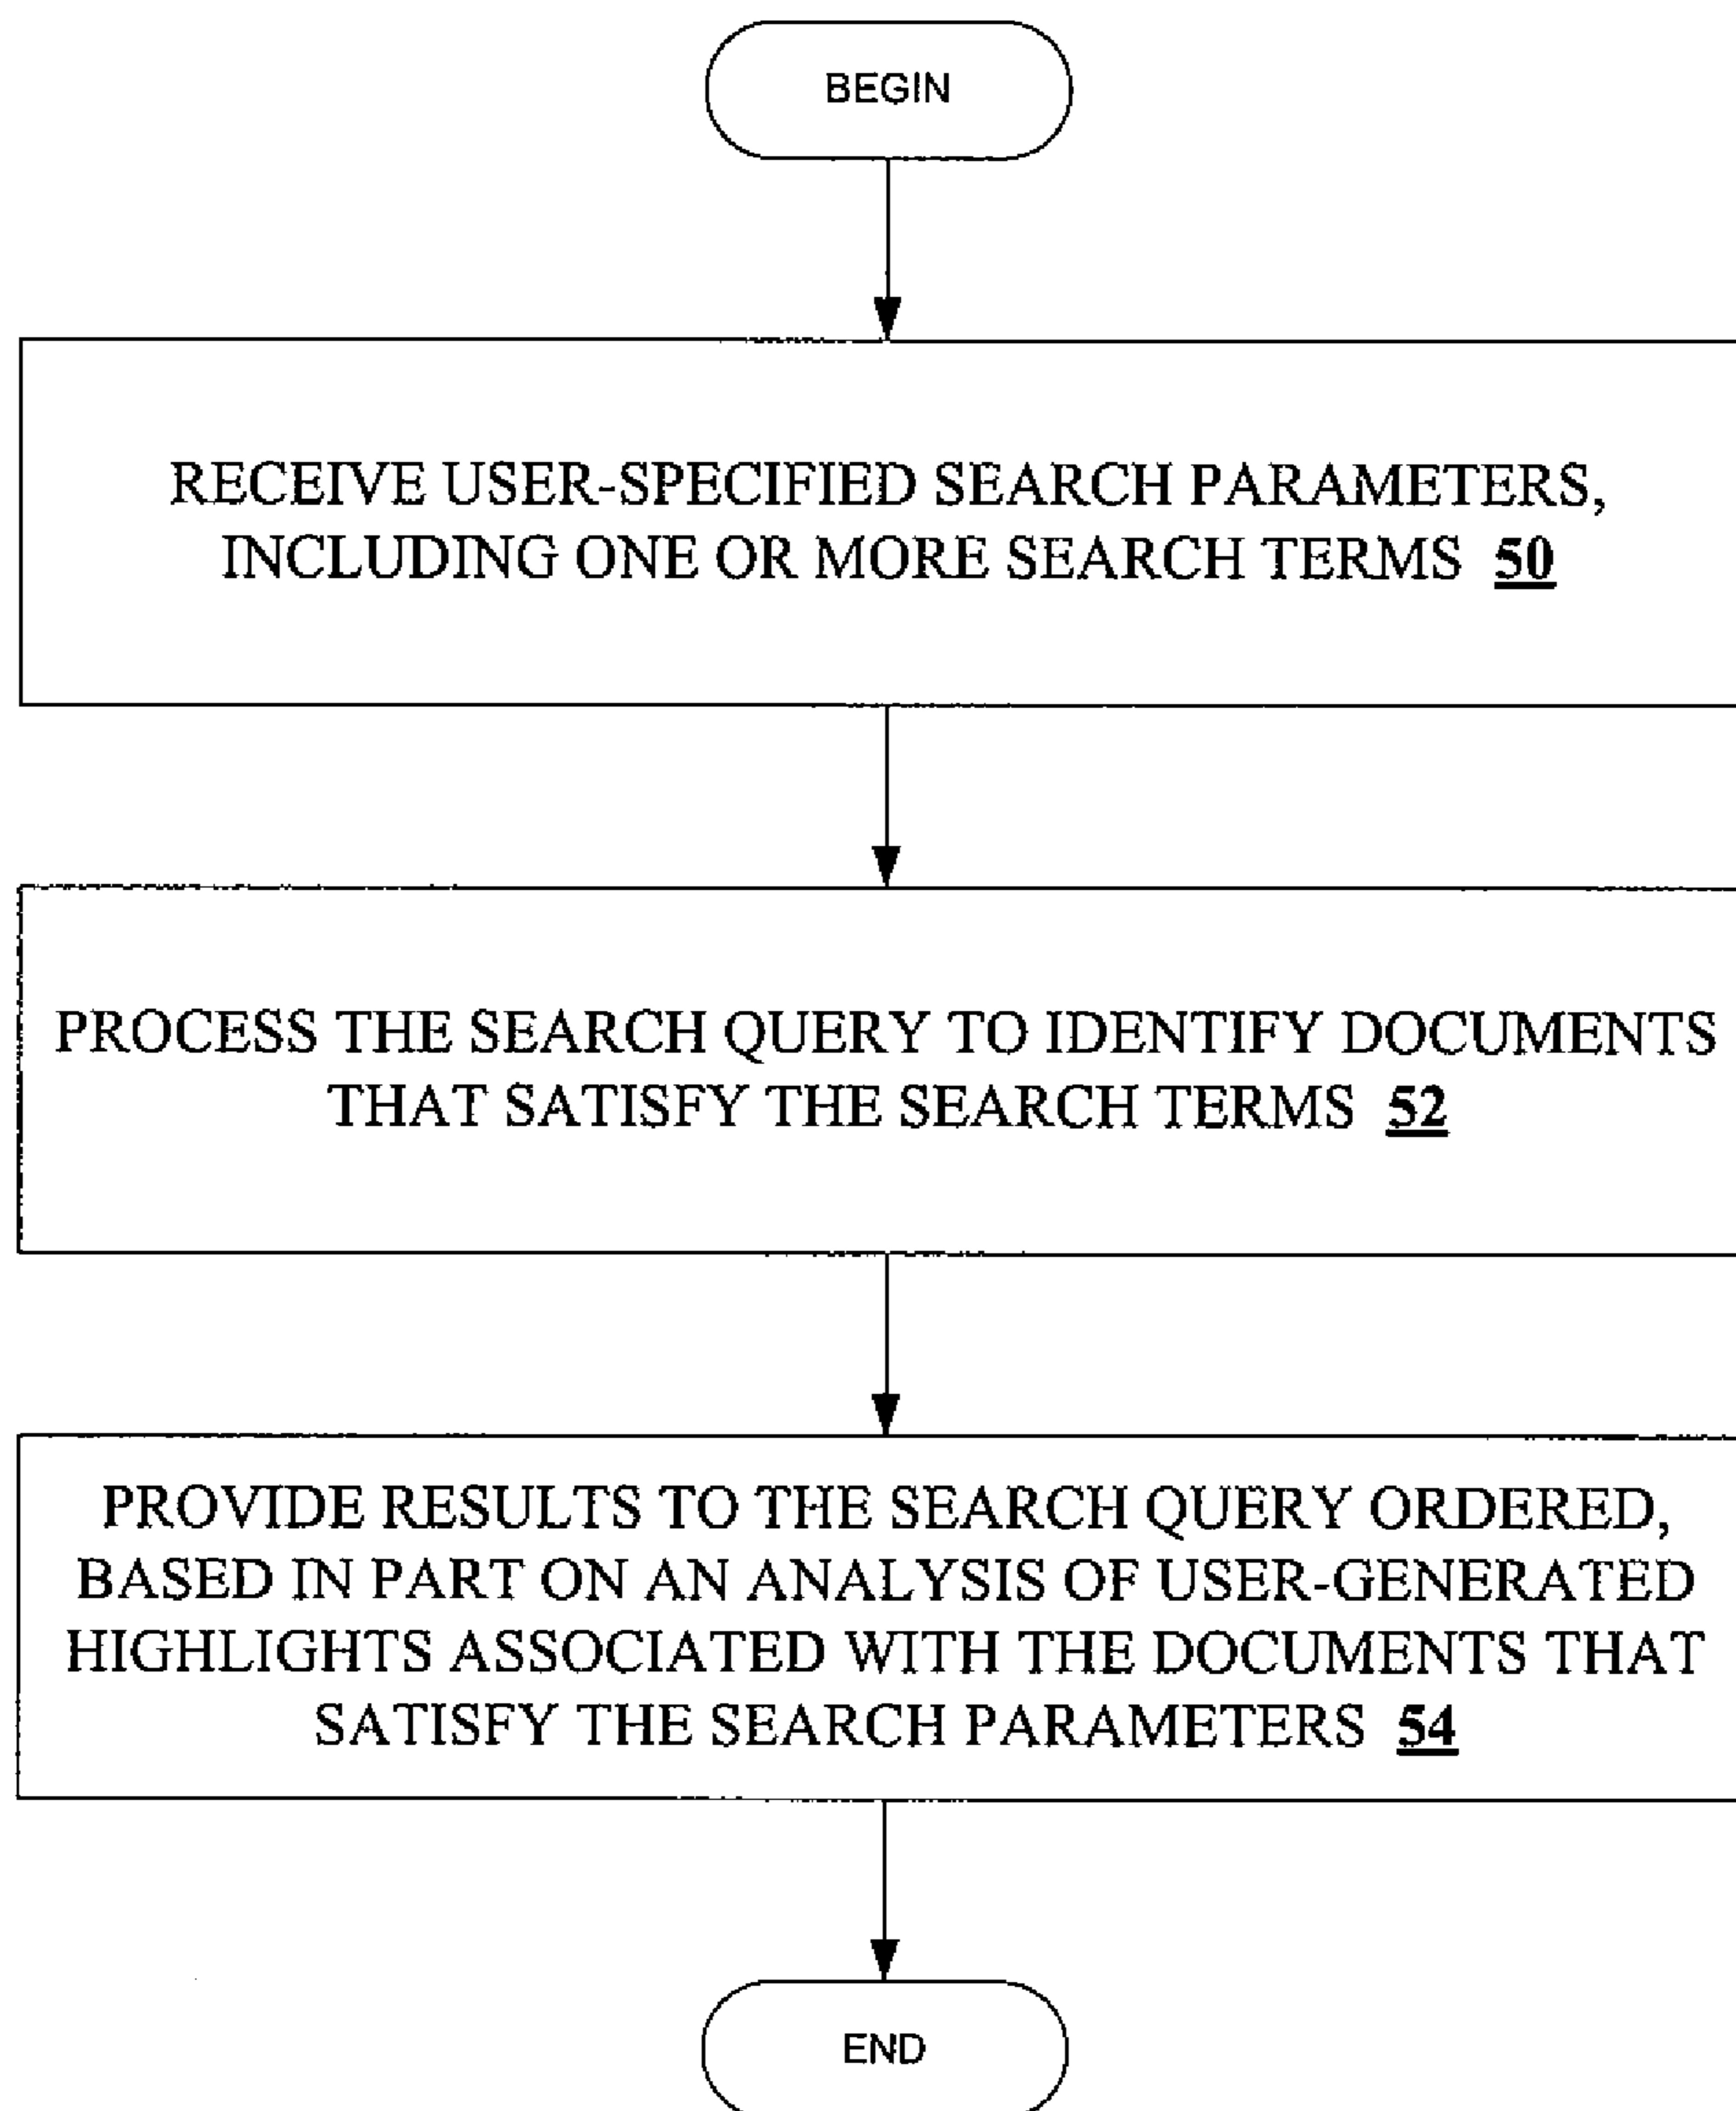 BEGIN
RECEIVE USER-SPECIFIED SEARCH PARAMETERS,
INCLUDING ONE OR MORE SEARCH TERMS 50
PROCESS THE SEARCH QUERY TO IDENTIFY DOCUMENTS
THAT SATISFY THE SEARCH TERMS 52
PROVIDE RESULTS TO THE SEARCH QUERY ORDERED,
BASED IN PART ON AN ANALYSIS OF USER-GENERATED
HIGHLIGHTS ASSOCIATED WITH THE DOCUMENTS THAT
SATISFY THE SEARCH PARAMETERS 54
END